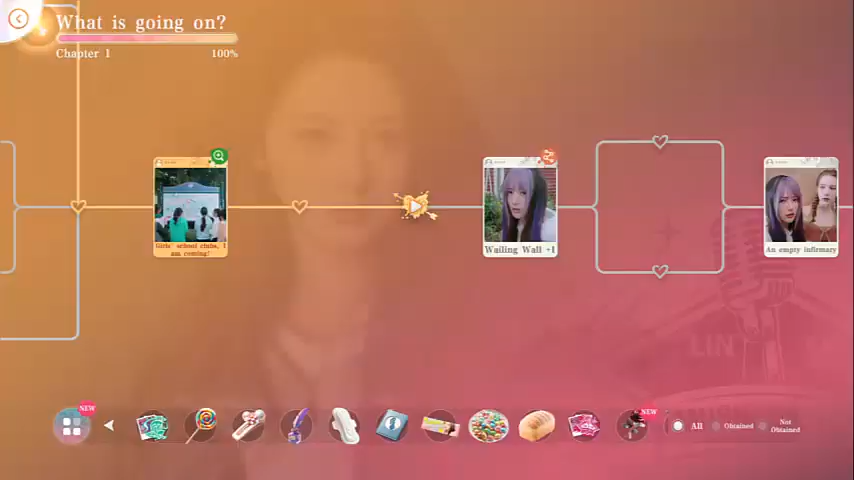 What is going on?
Chapter 1 100%
Girls' school clubs, I
am coming!
Wailing Wall +1
An empty infirmary
LIN
NEW
NEW
All
Obtained
Not
Obtained